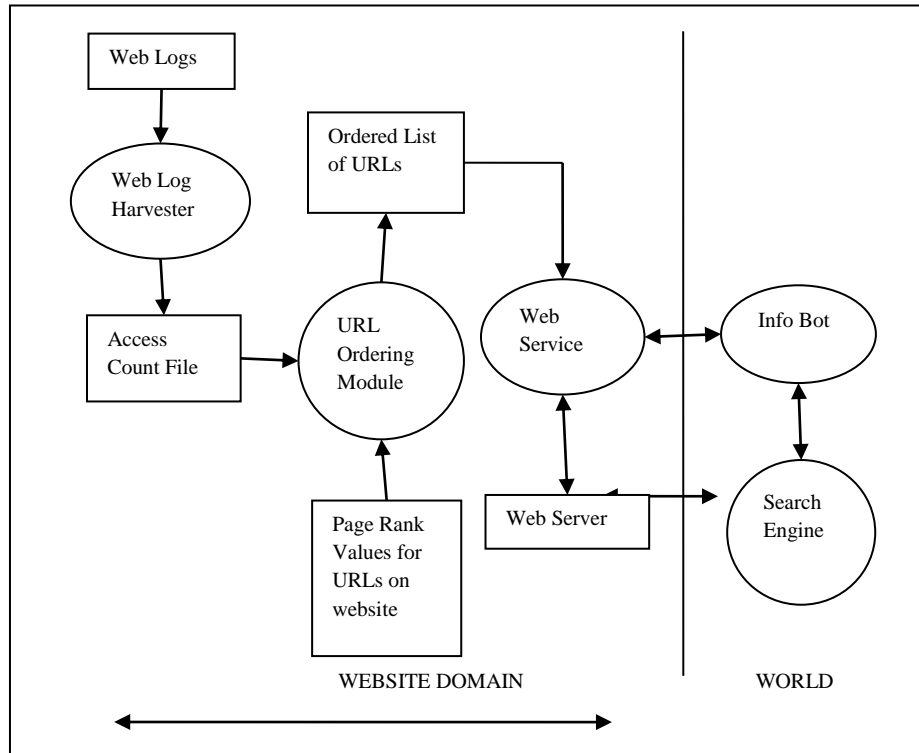 Web Logs
Web Log
Harvester
Access
Count File
Ordered List
of URLs
URL
Ordering
Module
Page Rank
Values for
URLs on
website
Web
Service
Web Server
Info Bot
Search
Engine
WEBSITE DOMAIN
WORLD